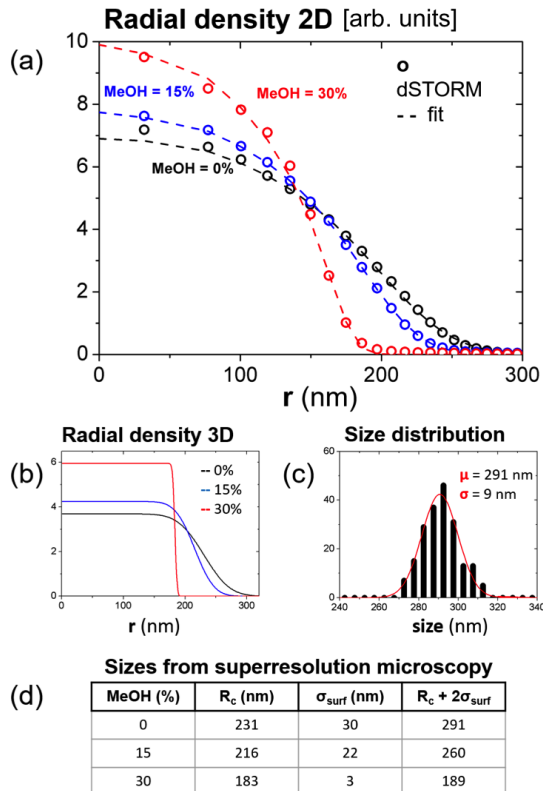 Radial density 2D [arb. units]
(a)
10
8
6
4
2
0
MeOH = 15%
MeOH = 30%
MeOH = 0%
dSTORM
fit
0 100 200 300
r (nm)
Radial density 3D
(b)
6
4
2
0
0%
15%
30%
0 100 200 300
r (nm)
Size distribution
(c)
60
40
20
0
μ = 291 nm
σ = 9 nm
240 260 280 300 320 340
size (nm)
Sizes from superresolution microscopy
(d)
MeOH (%) Rc (nm) σsurf (nm) Rc + 2σsurf
0 231 30 291
15 216 22 260
30 183 3 189